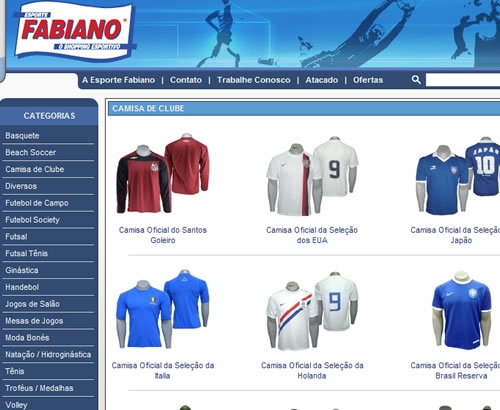 ESPORTE
FABIANO®
O SHOPPING ESPORTIVO
A Esporte Fabiano | Contato | Trabalhe Conosco | Atacado | Ofertas
CATEGORIAS
Basquete
Beach Soccer
Camisa de Clube
Diversos
Futebol de Campo
Futebol Society
Futsal
Futsal Tênis
Ginástica
Handebol
Jogos de Salão
Mesas de Jogos
Moda Bonés
Natação / Hidroginástica
Tênis
Troféus / Medalhas
Volley
CAMISA DE CLUBE
9
JAPÃO
10
Camisa Oficial do Santos
Goleiro
Camisa Oficial da Seleção
dos EUA
Camisa Oficial da Seleção
Japão
9
Camisa Oficial da Seleção da
Italia
Camisa Oficial da Seleção da
Holanda
Camisa Oficial da Seleção
Brasil Reserva